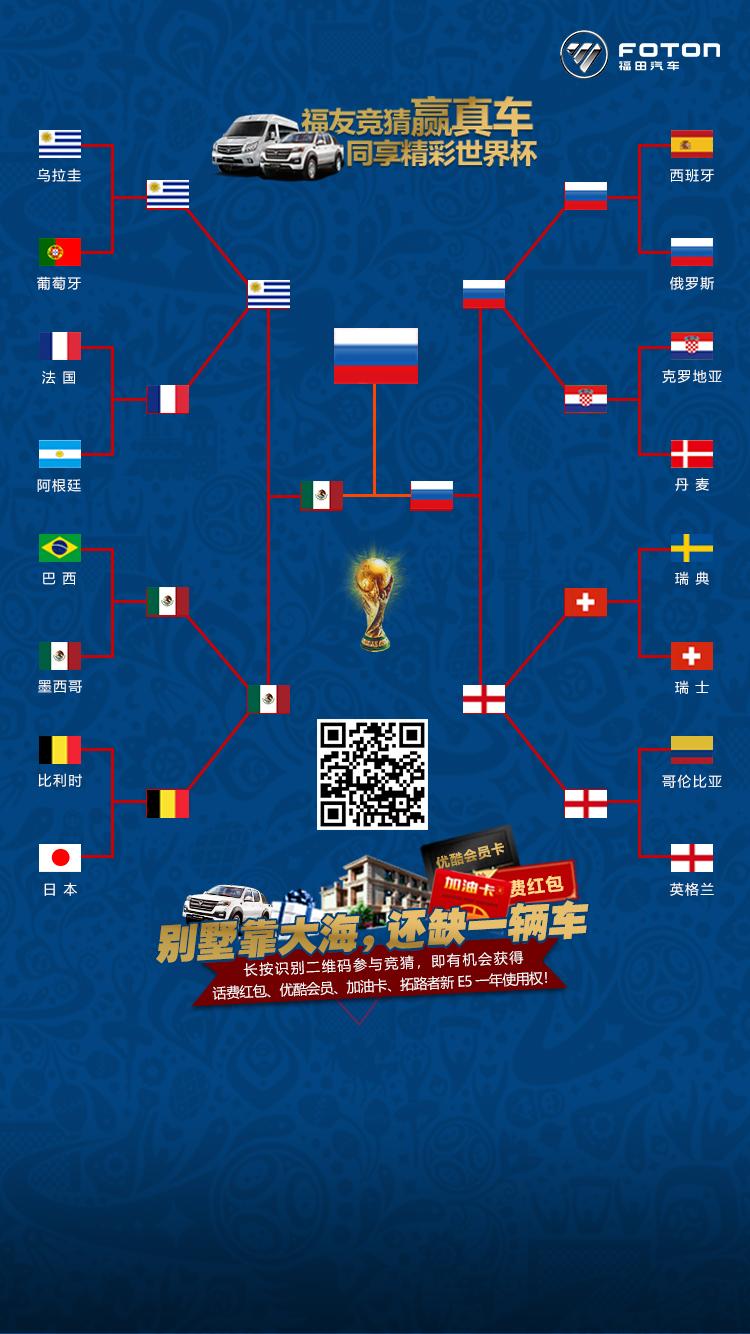 FOTON
福田汽车
福友竞猜赢真车
同享精彩世界杯
乌拉圭
西班牙
葡萄牙
俄罗斯
法 国
克罗地亚
阿根廷
丹 麦
巴 西
瑞 典
墨西哥
瑞 士
比利时
哥伦比亚
日 本
英格兰
优酷会员卡
加油卡
费红包
别墅靠大海，还缺一辆车
长按识别二维码参与竞猜，即有机会获得
话费红包、优酷会员、加油卡、拓路者新 E5 一年使用权！